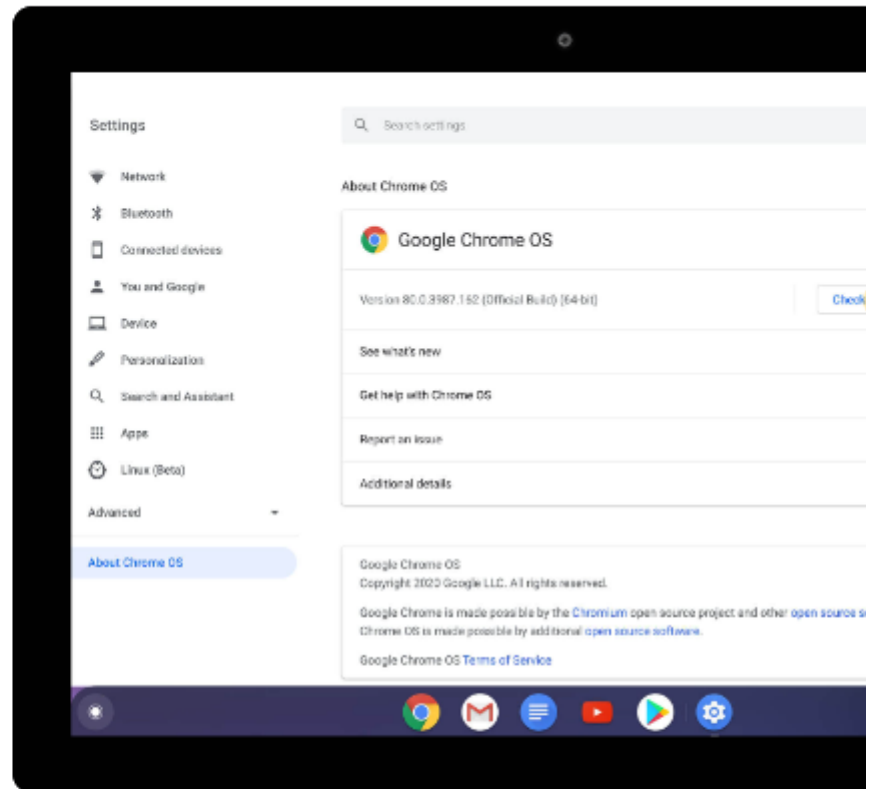 Settings
Search settings
Network
Bluetooth
Connected devices
You and Google
Device
Personalization
Search and Assistant
Apps
Linux (Beta)
Advanced
About Chrome OS
About Chrome OS
Google Chrome OS
Version 80.0.3987.162 (Official Build) (64-bit)
Check
See what's new
Get help with Chrome OS
Report an issue
Additional details
Google Chrome OS
Copyright 2020 Google LLC. All rights reserved.
Google Chrome is made possible by the Chromium open source project and other open source
Chrome OS is made possible by additional open source software.
Google Chrome OS Terms of Service